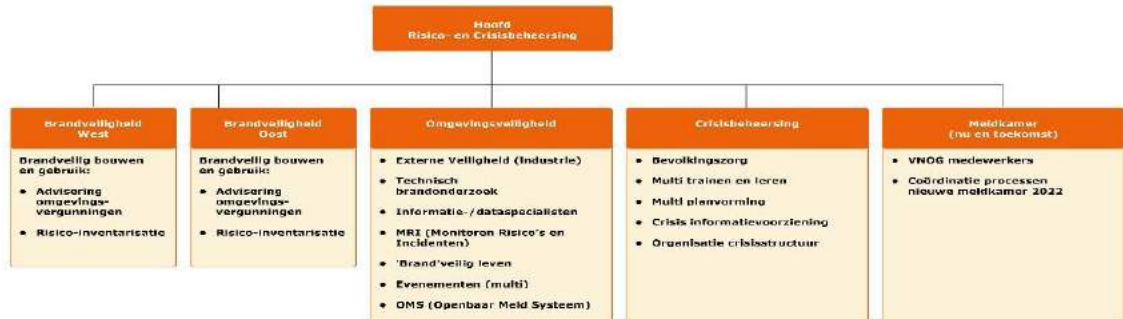 Hoofd
Risico- en Crisisbeheersing
Brandveiligheid
West
Brandveilig bouwen
en gebruik:
• Advisering
omgevings-
vergunningen
• Risico-inventarisatie
Brandveiligheid
Oost
Brandveilig bouwen
en gebruik:
• Advisering
omgevings-
vergunningen
• Risico-inventarisatie
Omgevingsveiligheid
• Externe Veiligheid (industrie)
• Technisch
brandonderzoek
• Informatie-/dataspecialisten
• MRI (Monitoren Risico's en
Incidenten)
• 'Brand'veilig leven
• Evenementen (multi)
• OMS (Openbaar Meld Systeem)
Crisisbeheersing
• Bevolkingszorg
• Multi trainen en leren
• Multi planvorming
• Crisis informatievoorziening
• Organisatie crisisstructuur
Meldkamer
(nu en toekomst)
• VNOG medewerkers
• Coördinatie processen
nieuwe meldkamer 2022